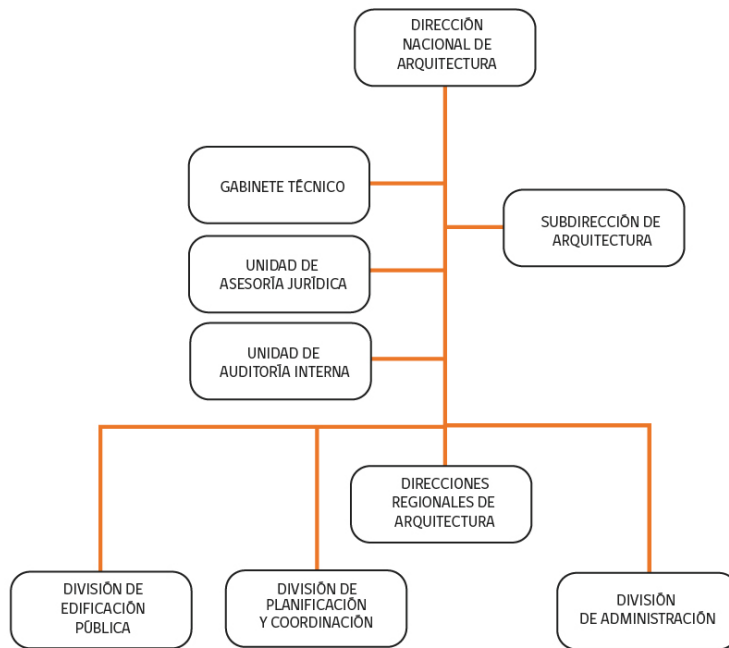 DIRECCIÓN
NACIONAL DE
ARQUITECTURA
GABINETE TÉCNICO
SUBDIRECCIÓN DE
ARQUITECTURA
UNIDAD DE
ASESORÍA JURÍDICA
UNIDAD DE
AUDITORÍA INTERNA
DIRECCIONES
REGIONALES DE
ARQUITECTURA
DIVISIÓN DE
EDIFICACIÓN
PÚBLICA
DIVISIÓN DE
PLANIFICACIÓN
Y COORDINACIÓN
DIVISIÓN
DE ADMINISTRACIÓN